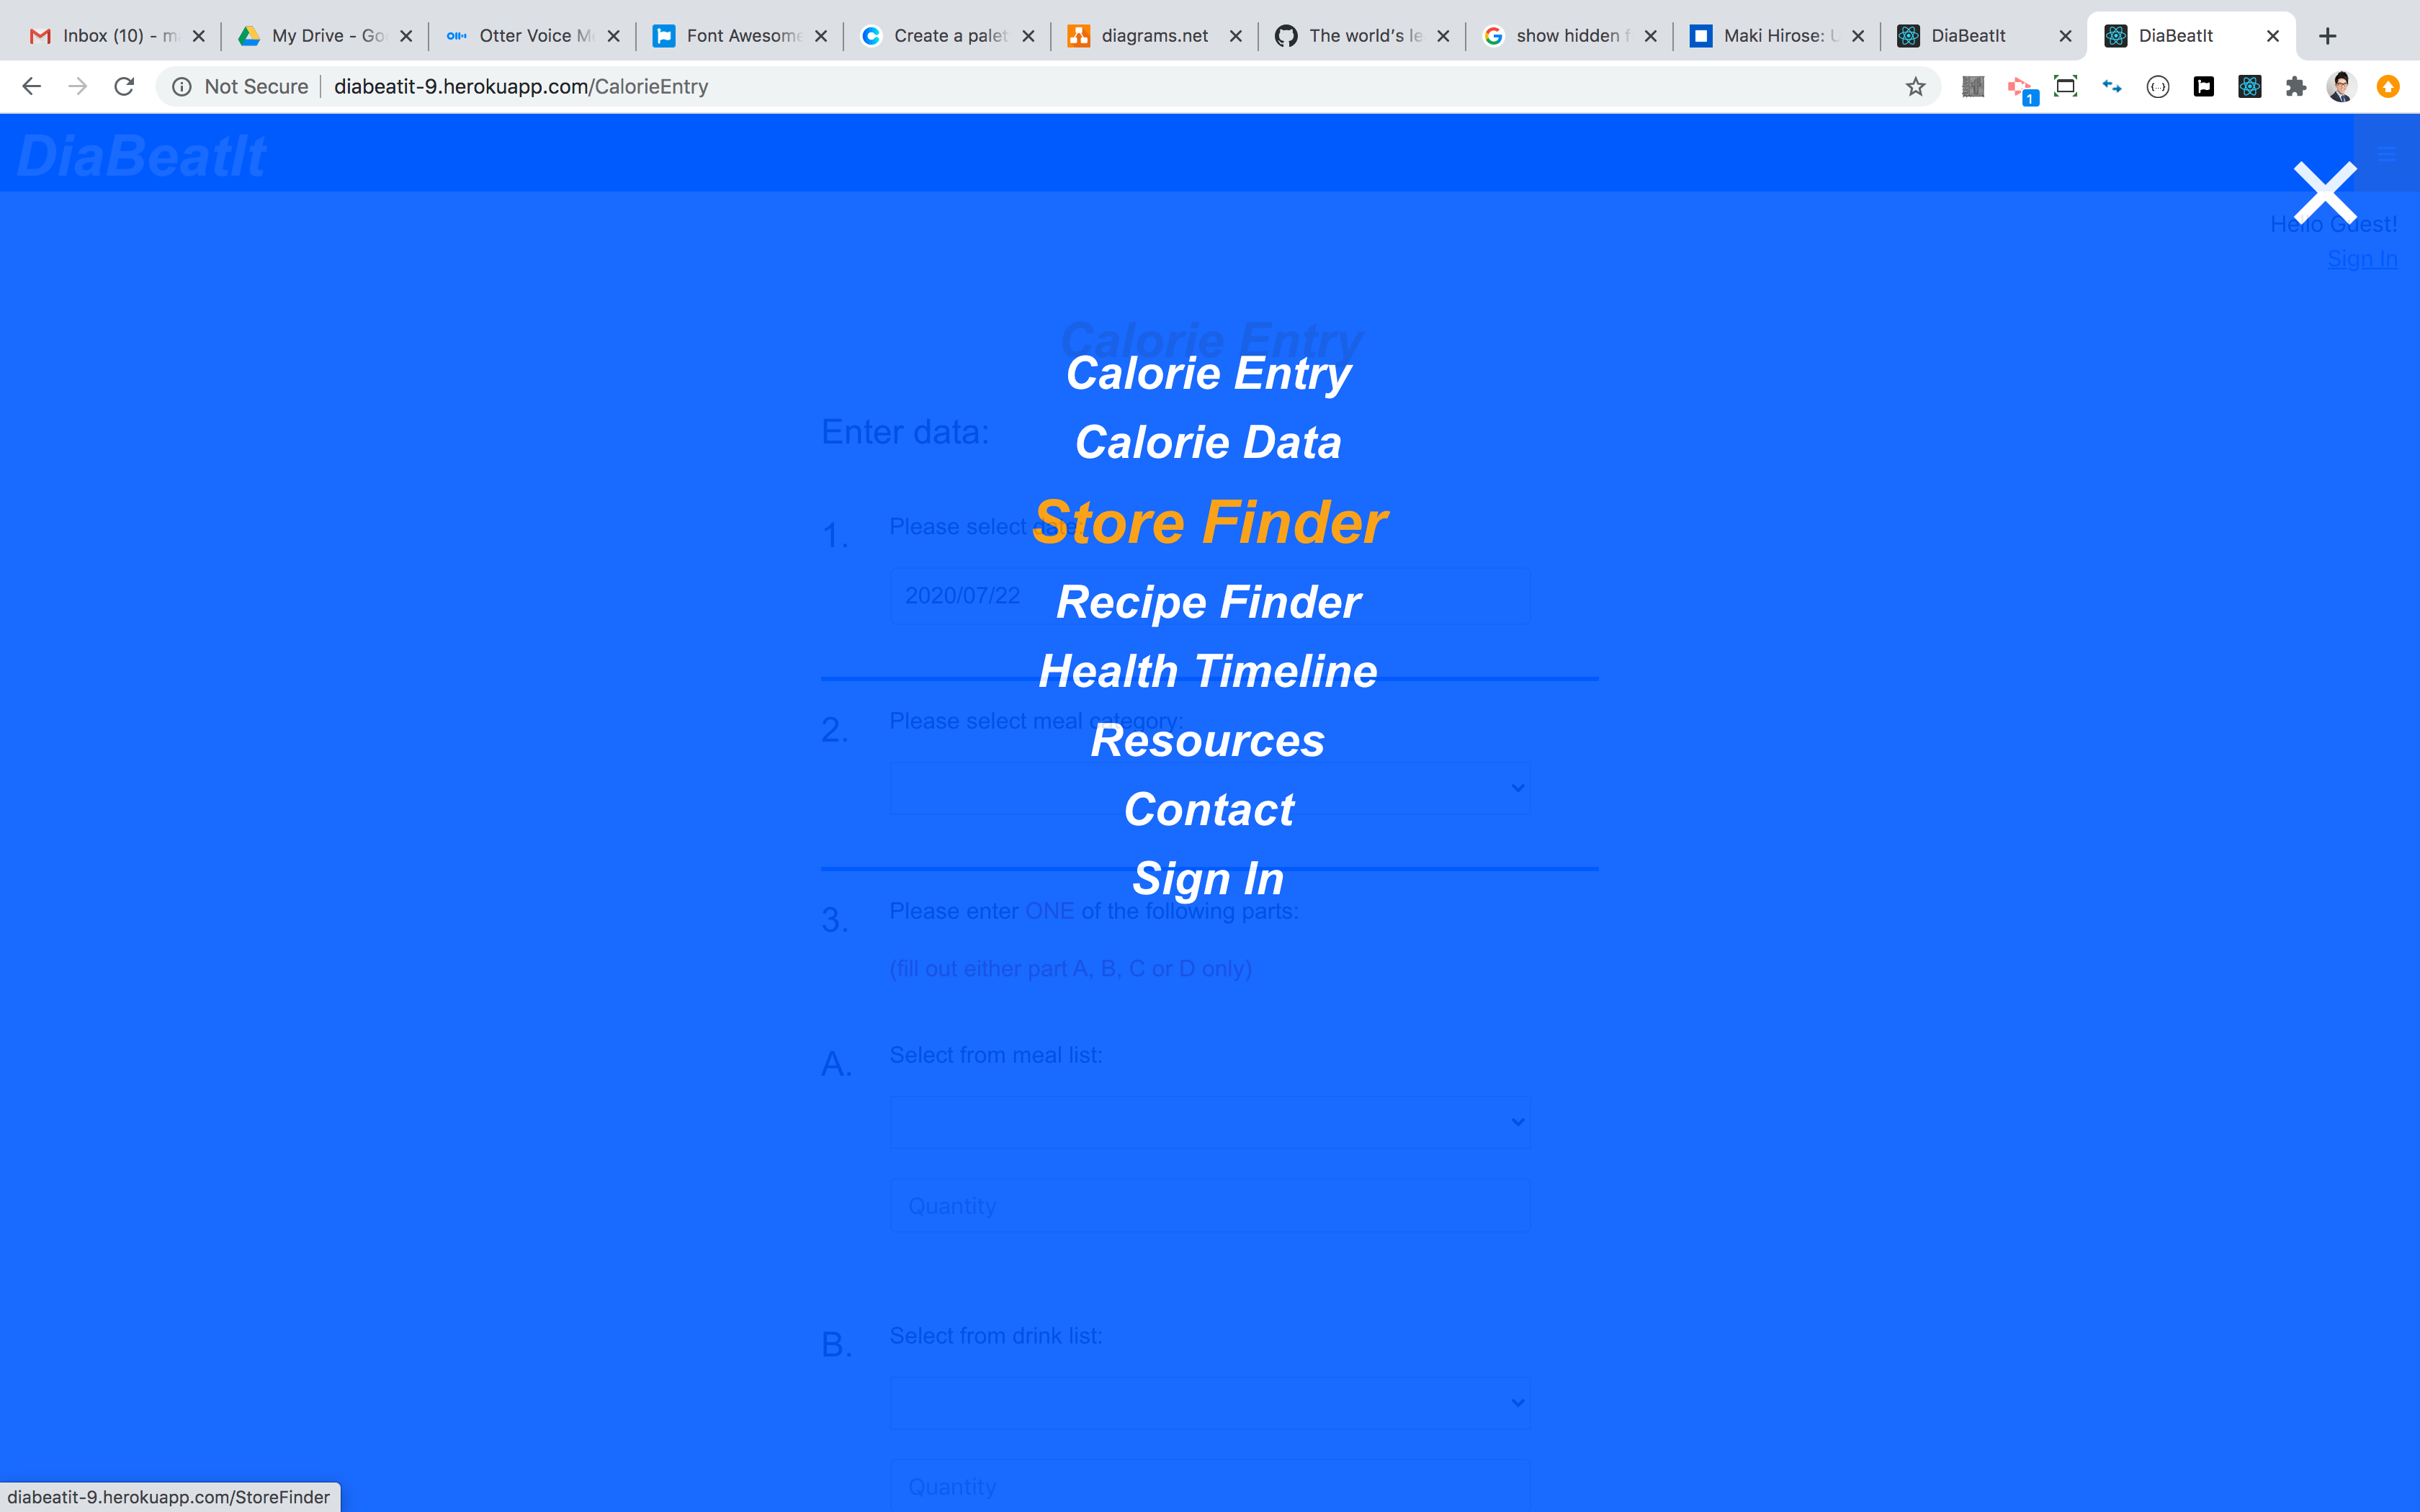 Inbox (10) - m
My Drive - Go
Otter Voice M
Font Awesome
Create a palet
diagrams.net
The world's le
show hidden f
Maki Hirose: U
DiaBeatIt
DiaBeatIt
Not Secure
diabeatit-9.herokuapp.com/CalorieEntry
1
DiaBeatIt
Hello Guest!
Sign In
Calorie Entry
Calorie Entry
Enter data:
Calorie Data
1. Please select date:
Store Finder
2020/07/22
Recipe Finder
Health Timeline
2. Please select meal category:
Resources
Contact
Sign In
3. Please enter ONE of the following parts:
(fill out either part A, B, C or D only)
A. Select from meal list:
Quantity
B. Select from drink list:
Quantity
diabeatit-9.herokuapp.com/StoreFinder